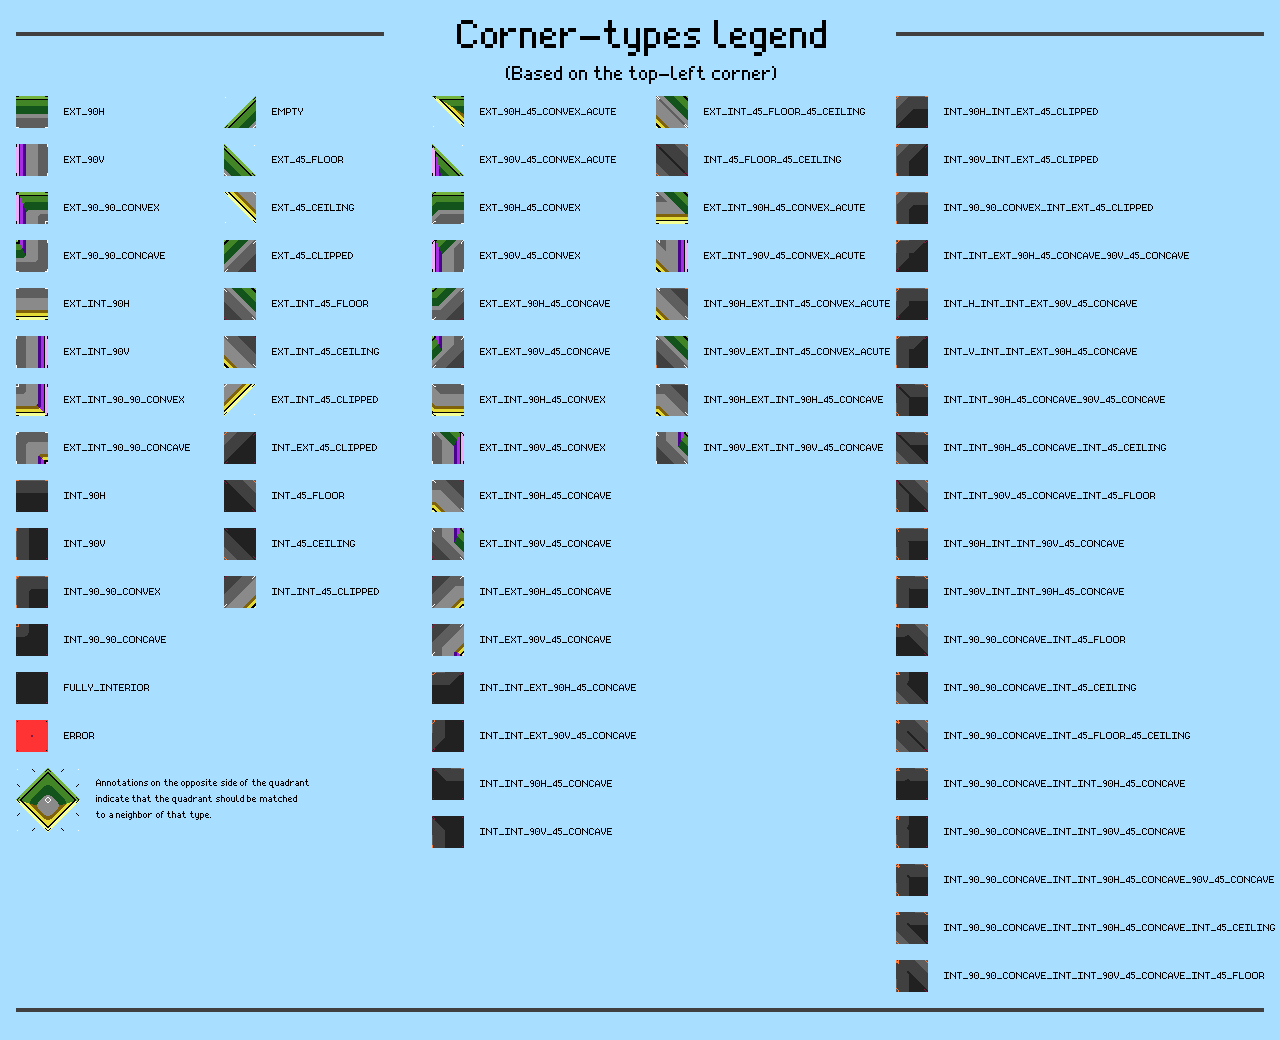 Corner-types legend
(Based on the top-left corner)
EXT_90H
EXT_90V
EXT_90_90_CONVEX
EXT_90_90_CONCAVE
EXT_INT_90H
EXT_INT_90V
EXT_INT_90_90_CONVEX
EXT_INT_90_90_CONCAVE
INT_90H
INT_90V
INT_90_90_CONVEX
INT_90_90_CONCAVE
FULLY_INTERIOR
ERROR
Annotations on the opposite side of the quadrant
indicate that the quadrant should be matched
to a neighbor of that type.
EMPTY
EXT_45_FLOOR
EXT_45_CEILING
EXT_45_CLIPPED
EXT_INT_45_FLOOR
EXT_INT_45_CEILING
EXT_INT_45_CLIPPED
INT_EXT_45_CLIPPED
INT_45_FLOOR
INT_45_CEILING
INT_INT_45_CLIPPED
EXT_90H_45_CONVEX_ACUTE
EXT_90V_45_CONVEX_ACUTE
EXT_90H_45_CONVEX
EXT_90V_45_CONVEX
EXT_EXT_90H_45_CONCAVE
EXT_EXT_90V_45_CONCAVE
EXT_INT_90H_45_CONVEX
EXT_INT_90V_45_CONVEX
EXT_INT_90H_45_CONCAVE
EXT_INT_90V_45_CONCAVE
INT_EXT_90H_45_CONCAVE
INT_EXT_90V_45_CONCAVE
INT_INT_EXT_90H_45_CONCAVE
INT_INT_EXT_90V_45_CONCAVE
INT_INT_90H_45_CONCAVE
INT_INT_90V_45_CONCAVE
EXT_INT_45_FLOOR_45_CEILING
INT_45_FLOOR_45_CEILING
EXT_INT_90H_45_CONVEX_ACUTE
EXT_INT_90V_45_CONVEX_ACUTE
INT_90H_EXT_INT_45_CONVEX_ACUTE
INT_90V_EXT_INT_45_CONVEX_ACUTE
INT_90H_EXT_INT_90H_45_CONCAVE
INT_90V_EXT_INT_90V_45_CONCAVE
INT_90H_INT_EXT_45_CLIPPED
INT_90V_INT_EXT_45_CLIPPED
INT_90_90_CONVEX_INT_EXT_45_CLIPPED
INT_INT_EXT_90H_45_CONCAVE_90V_45_CONCAVE
INT_H_INT_INT_EXT_90V_45_CONCAVE
INT_V_INT_INT_EXT_90H_45_CONCAVE
INT_INT_90H_45_CONCAVE_90V_45_CONCAVE
INT_INT_90H_45_CONCAVE_INT_45_CEILING
INT_INT_90V_45_CONCAVE_INT_45_FLOOR
INT_90H_INT_INT_90V_45_CONCAVE
INT_90V_INT_INT_90H_45_CONCAVE
INT_90_90_CONCAVE_INT_45_FLOOR
INT_90_90_CONCAVE_INT_45_CEILING
INT_90_90_CONCAVE_INT_45_FLOOR_45_CEILING
INT_90_90_CONCAVE_INT_INT_90H_45_CONCAVE
INT_90_90_CONCAVE_INT_INT_90V_45_CONCAVE
INT_90_90_CONCAVE_INT_INT_90H_45_CONCAVE_90V_45_CONCAVE
INT_90_90_CONCAVE_INT_INT_90H_45_CONCAVE_INT_45_CEILING
INT_90_90_CONCAVE_INT_INT_90V_45_CONCAVE_INT_45_FLOOR